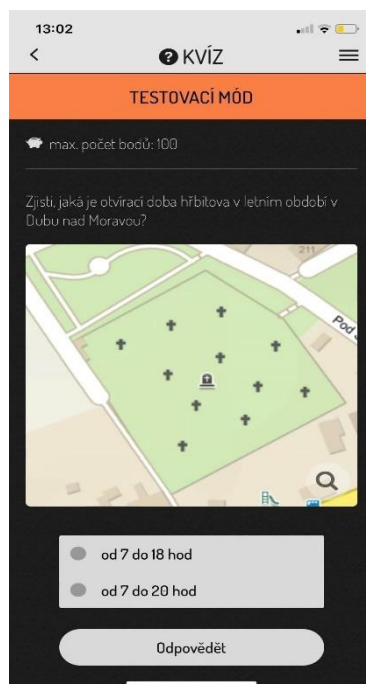 13:02
KVÍZ
TESTOVACÍ MÓD
max. počet bodů: 100
Zjisti, jaká je otvírací doba hřbitova v letním období v
Dubu nad Moravou?
211
Pod
od 7 do 18 hod
od 7 do 20 hod
Odpovědět